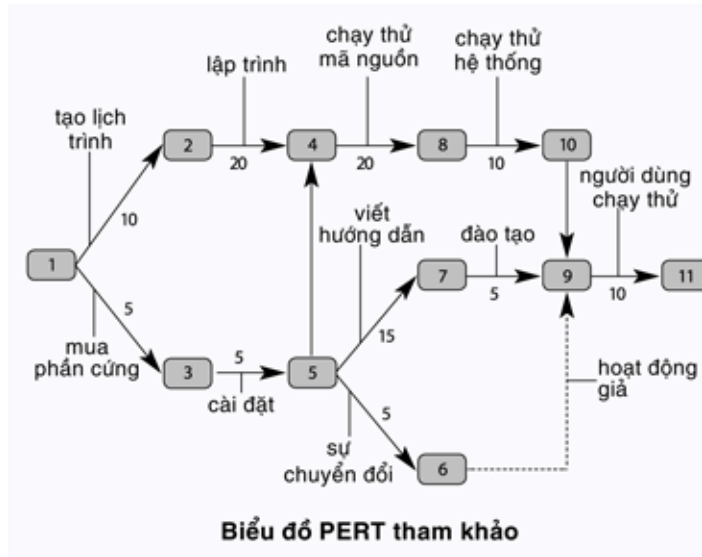 chạy thử
mã nguồn
chạy thử
hệ thống
lập trình
tạo lịch
trình
2
20
4
20
8
10
10
người dùng
chạy thử
10
viết
hướng dẫn
đào tạo
1
7
5
9
10
11
5
15
mua
phần cứng
3
5
cài đặt
5
5
hoạt động
giả
sự
chuyển đổi
6
Biểu đồ PERT tham khảo